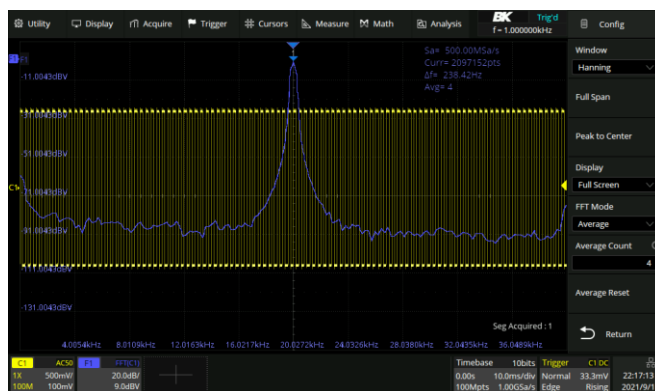 Utility Display Acquire Trigger Cursors Measure Math Analysis BK Trig'd Config
f = 1.000000kHz
Sa= 500.00MSa/s
Curr= 2097152pts
Δf= 238.42Hz
Avg= 4
F1
-11.0043dBV
-31.0043dBV
-51.0043dBV
-71.0043dBV
-91.0043dBV
-111.0043dBV
-131.0043dBV
C1
Seg Acquired : 1
4.0054kHz 8.0109kHz 12.0163kHz 16.0217kHz 20.0272kHz 24.0326kHz 28.0380kHz 32.0435kHz 36.0489kHz
Window
Hanning
Full Span
Peak to Center
Display
Full Screen
FFT Mode
Average
Average Count
4
Average Reset
Return
C1 AC50 F1 FFT(C1) Timebase 10bits Trigger C1 DC
1X 500mV 20.0dB/ 0.00s 10.0ms/div Normal 33.3mV 22:17:13
100M 100mV 9.0dBV 100Mpts 1.00GSa/s Edge Rising 2021/9/1